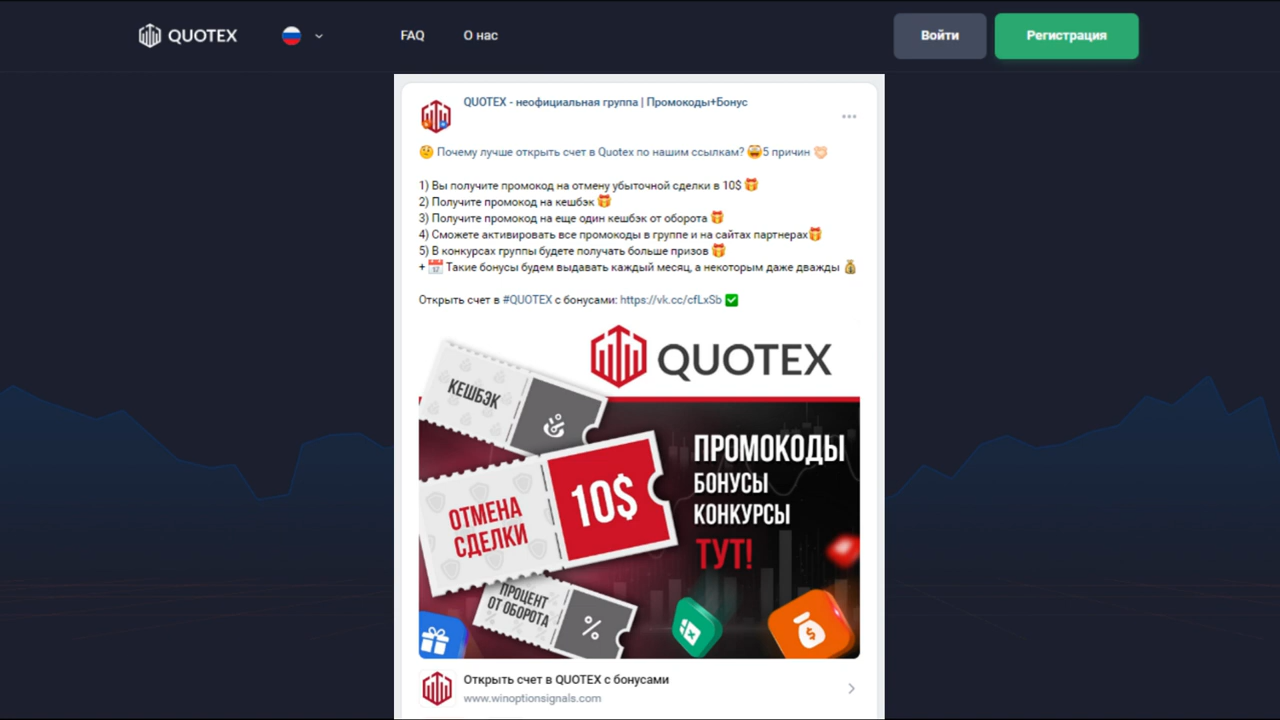 QUOTEX
FAQ
О нас
Войти
Регистрация
QUOTEX - неофициальная группа | Промокоды+Бонус
Почему лучше открыть счет в Quotex по нашим ссылкам? 5 причин
1) Вы получите промокод на отмену убыточной сделки в 10$
2) Получите промокод на кешбэк
3) Получите промокод на еще один кешбэк от оборота
4) Сможете активировать все промокоды в группе и на сайтах партнерах
5) В конкурсах группы будете получать больше призов
+ Такие бонусы будем выдавать каждый месяц, а некоторым даже дважды
Открыть счет в #QUOTEX с бонусами: https://vk.cc/cfLxSb
QUOTEX
КЕШБЭК
ОТМЕНА
СДЕЛКИ
10$
ПРОЦЕНТ
ОТ ОБОРОТА
%
ПРОМОКОДЫ
БОНУСЫ
КОНКУРСЫ
ТУТ!
Открыть счет в QUOTEX с бонусами
www.winoptionsignals.com